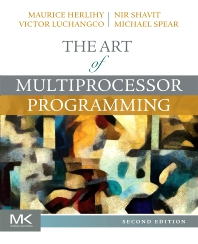 MAURICE HERLIHY NIR SHAVIT
VICTOR LUCHANGCO MICHAEL SPEAR
THE ART
of
MULTIPROCESSOR
PROGRAMMING
MK
SECOND EDITION